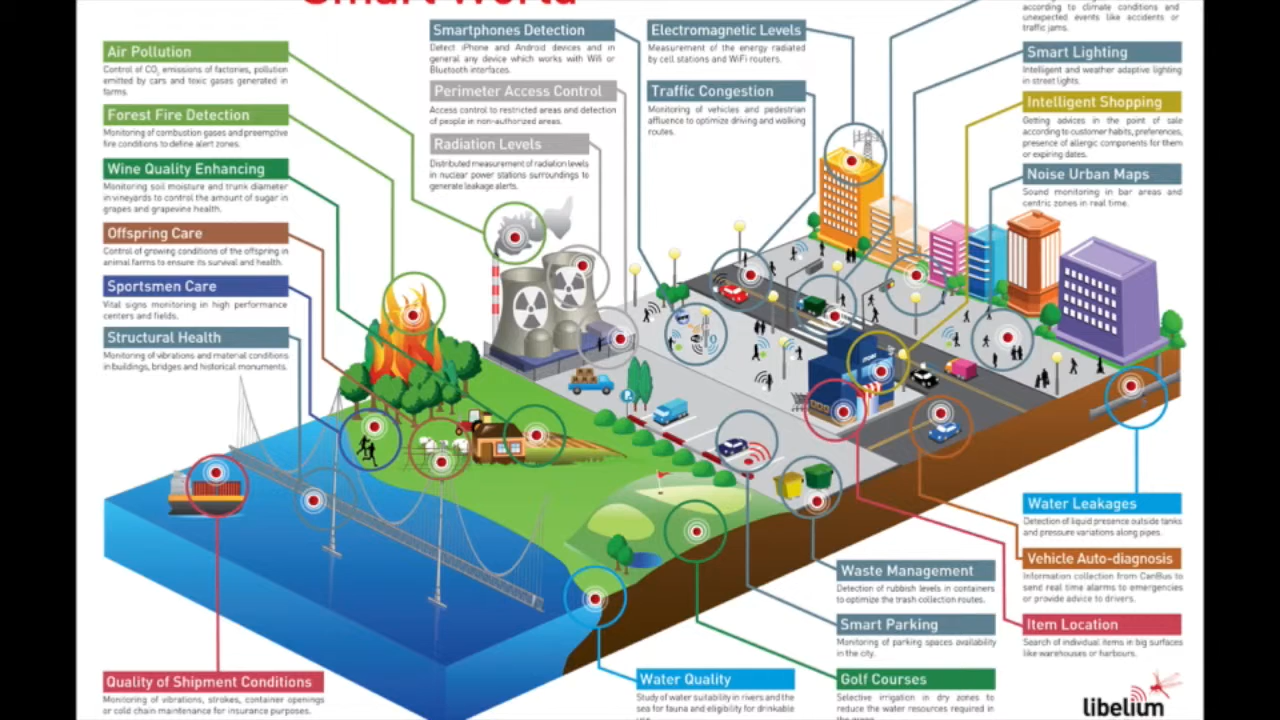 Smart World
Air Pollution
Control of CO₂ emissions of factories, pollution
emitted by cars and toxic gases generated in
farms.
Forest Fire Detection
Monitoring of combustion gases and preemptive
fire conditions to define alert zones.
Wine Quality Enhancing
Monitoring soil moisture and trunk diameter
in vineyards to control the amount of sugar in
grapes and grapevine health.
Offspring Care
Control of growing conditions of the offspring in
animal farms to ensure its survival and health.
Sportsmen Care
Vital signs monitoring in high performance
centers and fields.
Structural Health
Monitoring of vibrations and material conditions
in buildings, bridges and historical monuments.
Quality of Shipment Conditions
Monitoring of vibrations, strokes, container openings
or cold chain maintenance for insurance purposes.
Smartphones Detection
Detect iPhone and Android devices and in
general any device which works with Wifi or
Bluetooth interfaces.
Perimeter Access Control
Access control to restricted areas and detection
of people in non-authorized areas.
Radiation Levels
Distributed measurement of radiation levels
in nuclear power stations surroundings to
generate leakage alerts.
Electromagnetic Levels
Measurement of the energy radiated
by cell stations and WiFi routers.
Traffic Congestion
Monitoring of vehicles and pedestrian
affluence to optimize driving and walking
routes.
according to climate conditions and
unexpected events like accidents or
traffic jams.
Smart Lighting
Intelligent and weather adaptive lighting
in street lights.
Intelligent Shopping
Getting advices in the point of sale
according to customer habits, preferences,
presence of allergic components for them
or expiring dates.
Noise Urban Maps
Sound monitoring in bar areas and
centric zones in real time.
Water Leakages
Detection of liquid presence outside tanks
and pressure variations along pipes.
Vehicle Auto-diagnosis
Information collection from CanBus to
send real time alarms to emergencies
or provide advice to drivers.
Item Location
Search of individual items in big surfaces
like warehouses or harbours.
Waste Management
Detection of rubbish levels in containers
to optimize the trash collection routes.
Smart Parking
Monitoring of parking spaces availability
in the city.
Golf Courses
Selective irrigation in dry zones to
reduce the water resources required in
Water Quality
Study of water suitability in rivers and the
sea for fauna and eligibility for drinkable
P
libelium